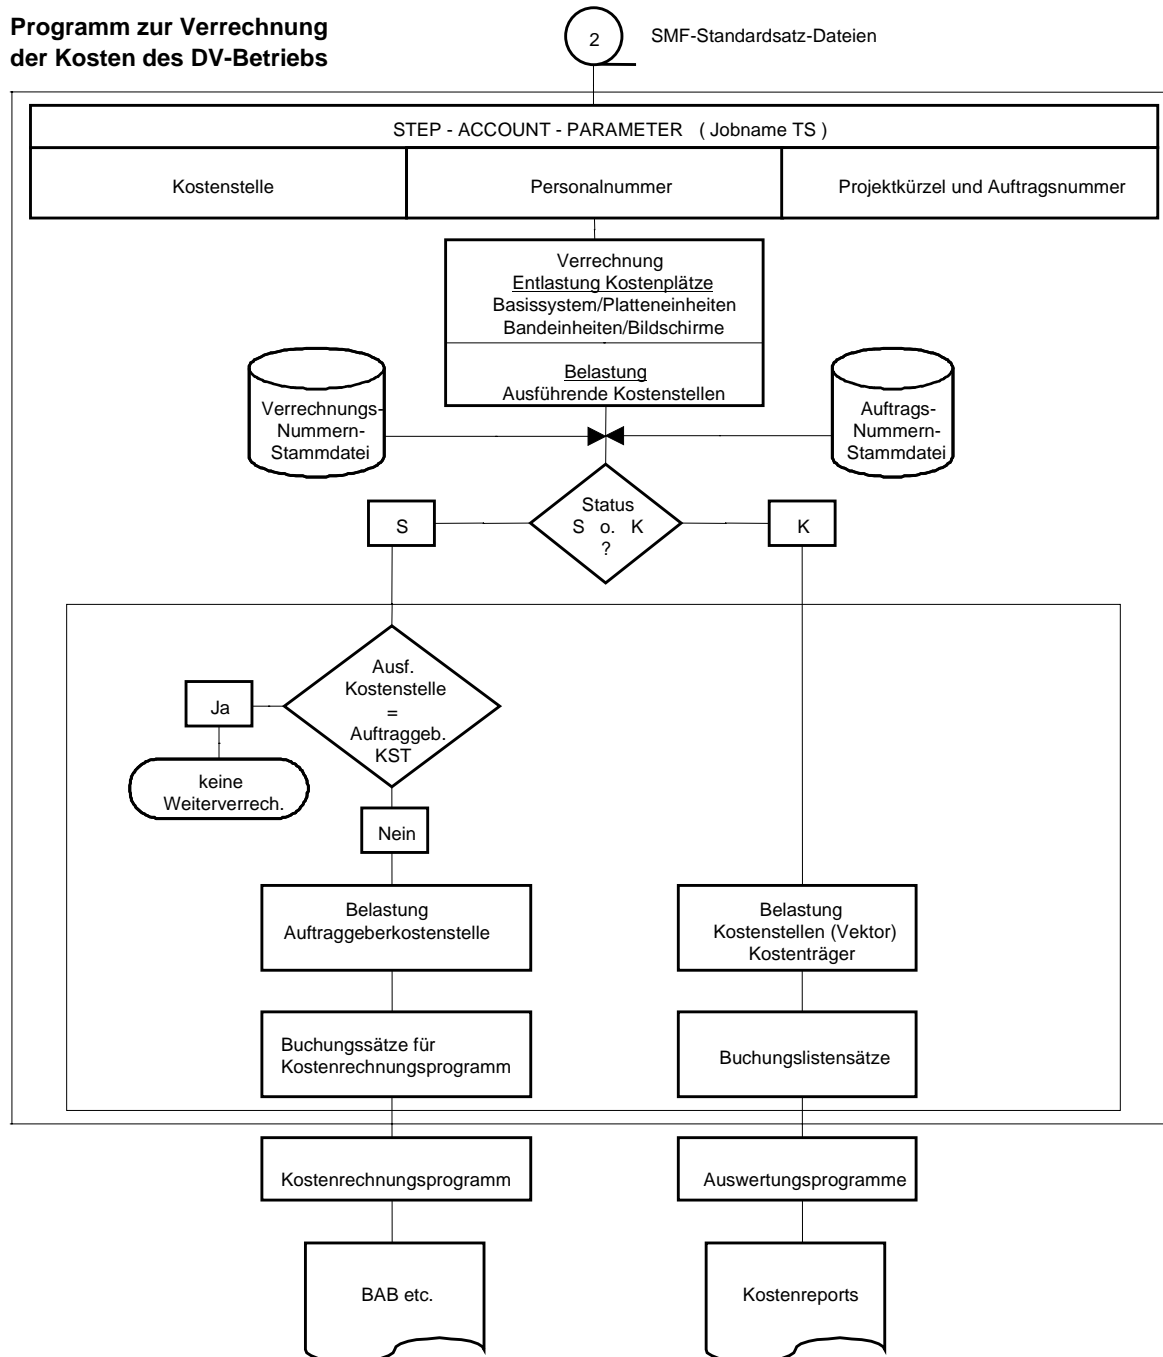 Programm zur Verrechnung
der Kosten des DV-Betriebs
2
SMF-Standardsatz-Dateien
STEP - ACCOUNT - PARAMETER ( Jobname TS )
Kostenstelle
Personalnummer
Projektkürzel und Auftragsnummer
Verrechnung
Entlastung Kostenplätze
Basissystem/Platteneinheiten
Bandeinheiten/Bildschirme
Belastung
Ausführende Kostenstellen
Verrechnungs-
Nummern-
Stammdatei
Auftrags-
Nummern-
Stammdatei
Status
S o. K
?
S
K
Ausf.
Kostenstelle
=
Auftraggeb.
KST
Ja
keine
Weiterverrech.
Nein
Belastung
Auftraggeberkostenstelle
Belastung
Kostenstellen (Vektor)
Kostenträger
Buchungssätze für
Kostenrechnungsprogramm
Buchungslistensätze
Kostenrechnungsprogramm
Auswertungsprogramme
BAB etc.
Kostenreports